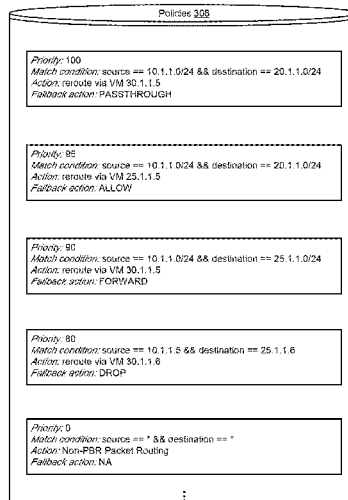 Policies 308
Priority: 100
Match condition: source == 10.1.1.0/24 && destination == 20.1.1.0/24
Action: reroute via VM 30.1.1.5
Fallback action: PASSTHROUGH
Priority: 95
Match condition: source == 10.1.1.0/24 && destination == 20.1.1.0/24
Action: reroute via VM 25.1.1.5
Fallback action: ALLOW
Priority: 90
Match condition: source == 10.1.1.0/24 && destination == 25.1.1.0/24
Action: reroute via VM 30.1.1.5
Fallback action: FORWARD
Priority: 80
Match condition: source == 10.1.1.5 && destination == 25.1.1.6
Action: reroute via VM 30.1.1.6
Fallback action: DROP
Priority: 0
Match condition: source == * && destination == *
Action: Non-PBR Packet Routing
Fallback action: NA